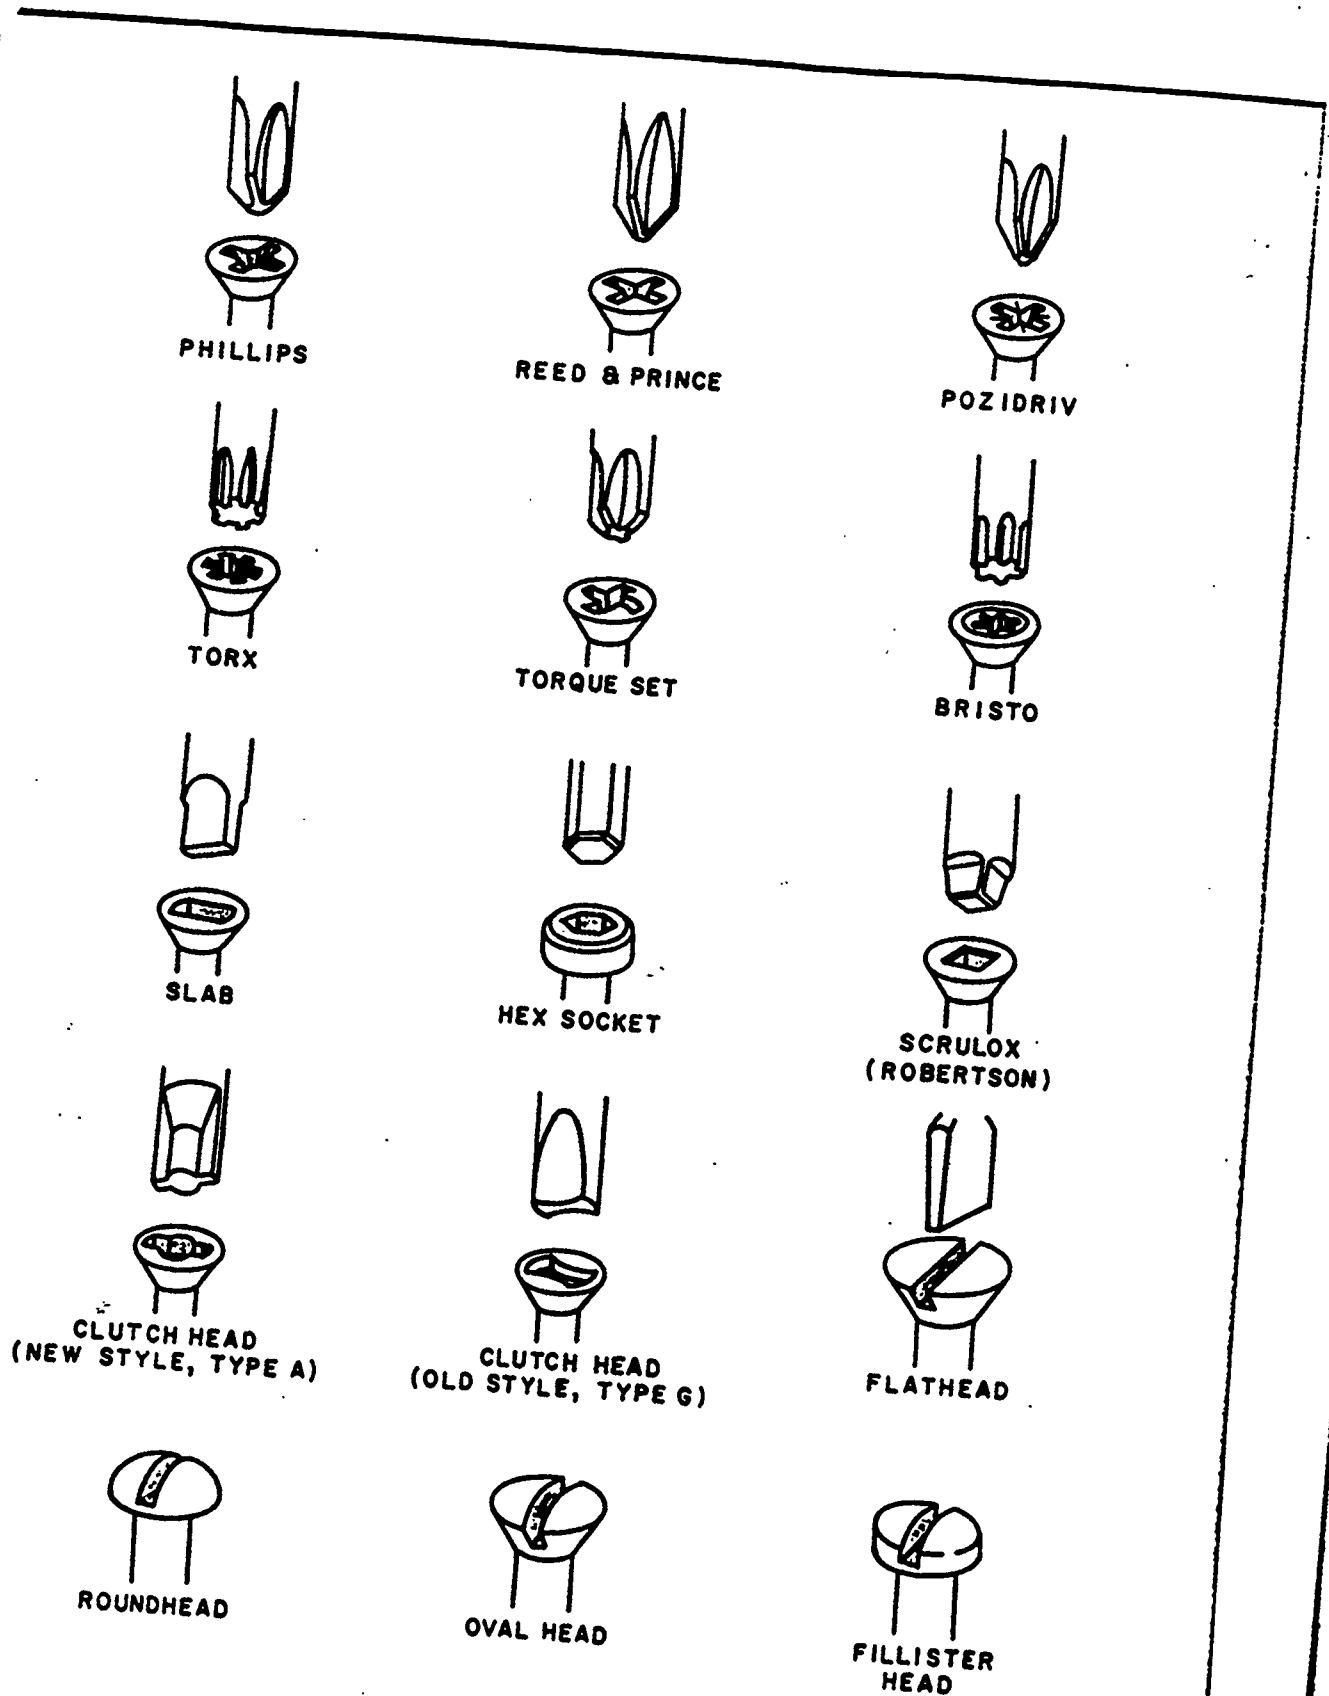 PHILLIPS
REED & PRINCE
POZIDRIV
TORX
TORQUE SET
BRISTO
SLAB
HEX SOCKET
SCRULOX
(ROBERTSON)
CLUTCH HEAD
(NEW STYLE, TYPE A)
CLUTCH HEAD
(OLD STYLE, TYPE G)
FLATHEAD
ROUNDHEAD
OVAL HEAD
FILLISTER
HEAD